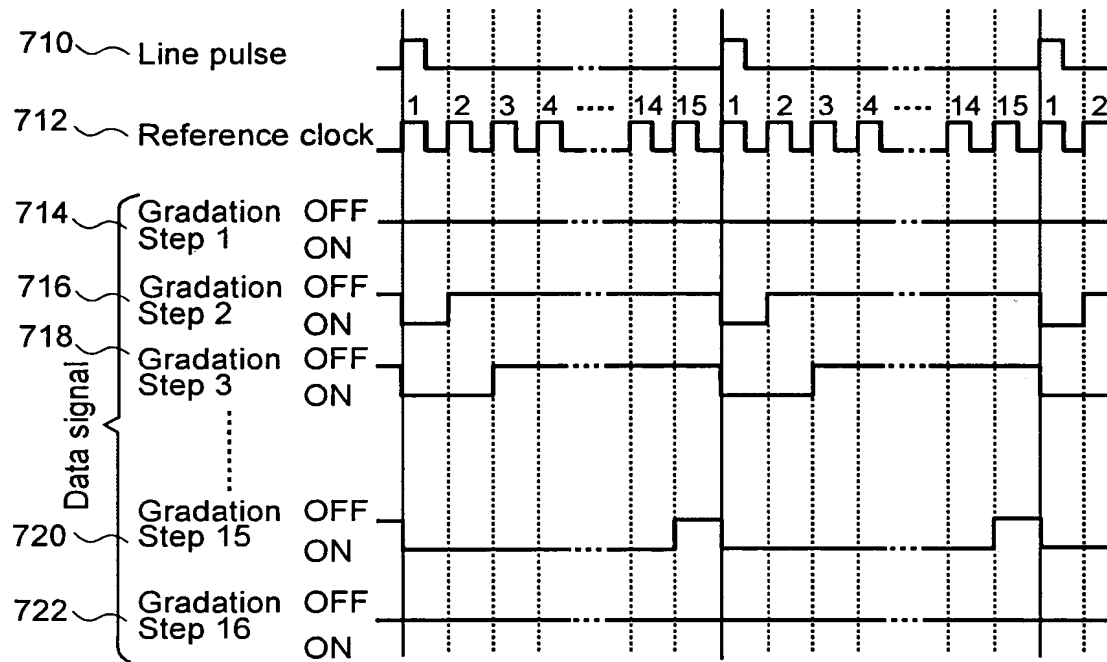 710 Line pulse
1 2 3 4 ····· 14 15 1 2 3 4 ····· 14 15 1 2
712 Reference clock
714 Gradation Step 1 OFF
ON
716 Gradation Step 2 OFF
ON
718 Gradation Step 3 OFF
ON
Data signal
720 Gradation Step 15 OFF
ON
722 Gradation Step 16 OFF
ON